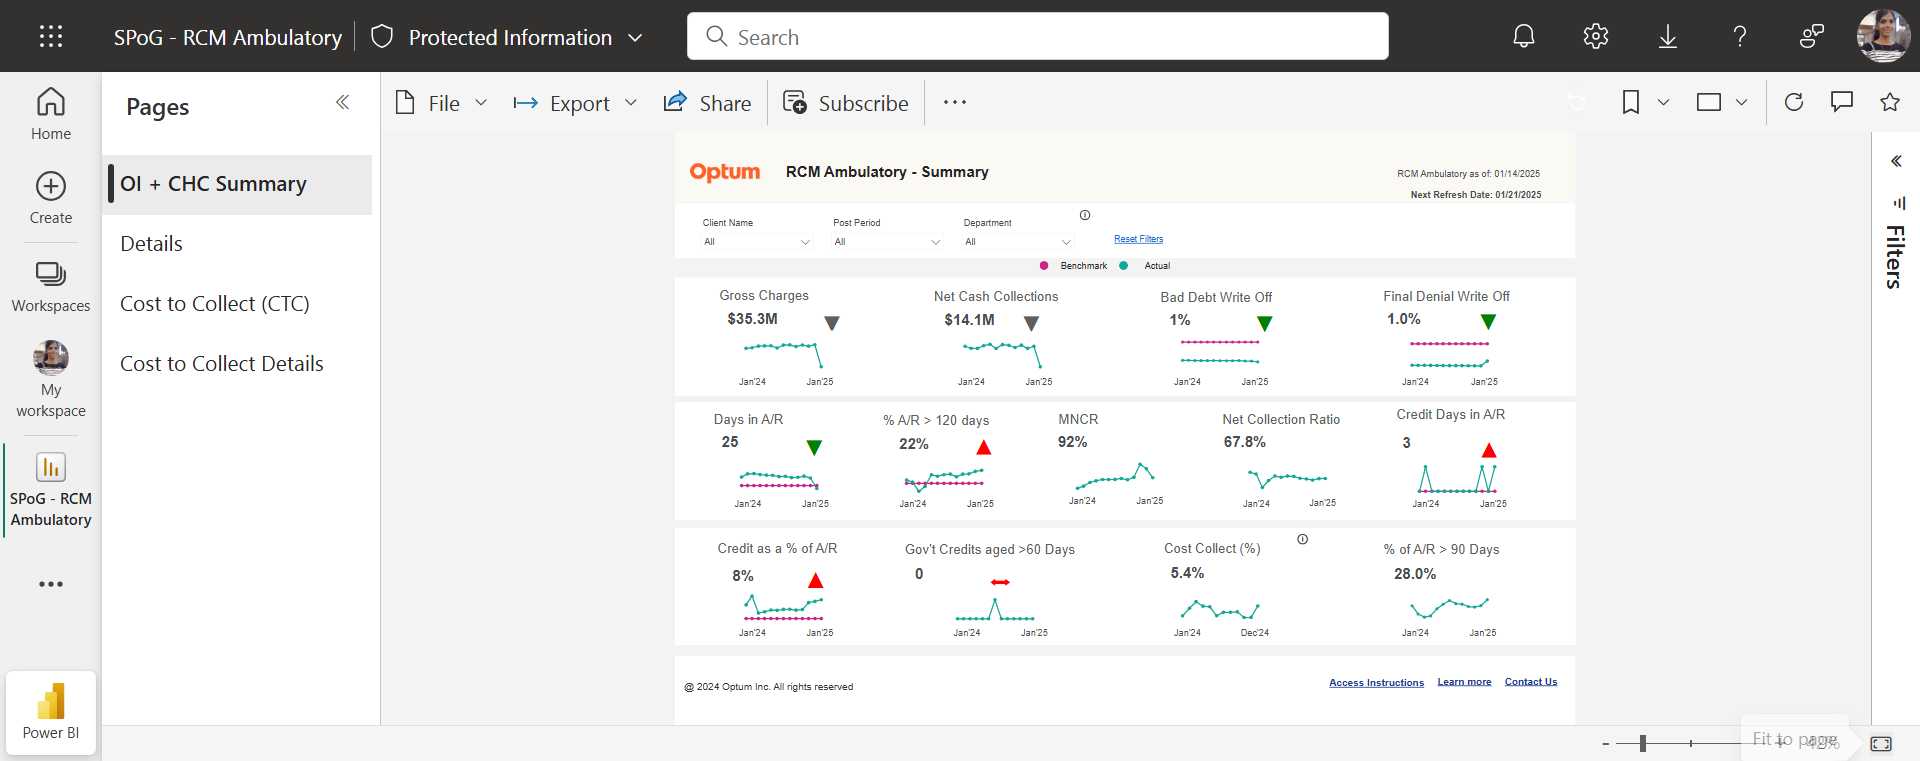 SPoG - RCM Ambulatory
Protected Information
Search
Home
Create
Workspaces
My
workspace
SPoG - RCM
Ambulatory
Power BI
Pages
OI + CHC Summary
Details
Cost to Collect (CTC)
Cost to Collect Details
File
Export
Share
Subscribe
Optum
RCM Ambulatory - Summary
RCM Ambulatory as of: 01/14/2025
Next Refresh Date: 01/21/2025
Client Name
Post Period
Department
All
All
All
Reset Filters
Benchmark
Actual
Gross Charges
$35.3M
Jan'24
Jan'25
Net Cash Collections
$14.1M
Jan'24
Jan'25
Bad Debt Write Off
1%
Jan'24
Jan'25
Final Denial Write Off
1.0%
Jan'24
Jan'25
Days in A/R
25
Jan'24
Jan'25
% A/R > 120 days
22%
Jan'24
Jan'25
MNCR
92%
Jan'24
Jan'25
Net Collection Ratio
67.8%
Jan'24
Jan'25
Credit Days in A/R
3
Jan'24
Jan'25
Credit as a % of A/R
8%
Jan'24
Jan'25
Gov't Credits aged >60 Days
0
Jan'24
Jan'25
Cost Collect (%)
5.4%
Jan'24
Dec'24
% of A/R > 90 Days
28.0%
Jan'24
Jan'25
@ 2024 Optum Inc. All rights reserved
Access Instructions
Learn more
Contact Us
Filters
Fit to page